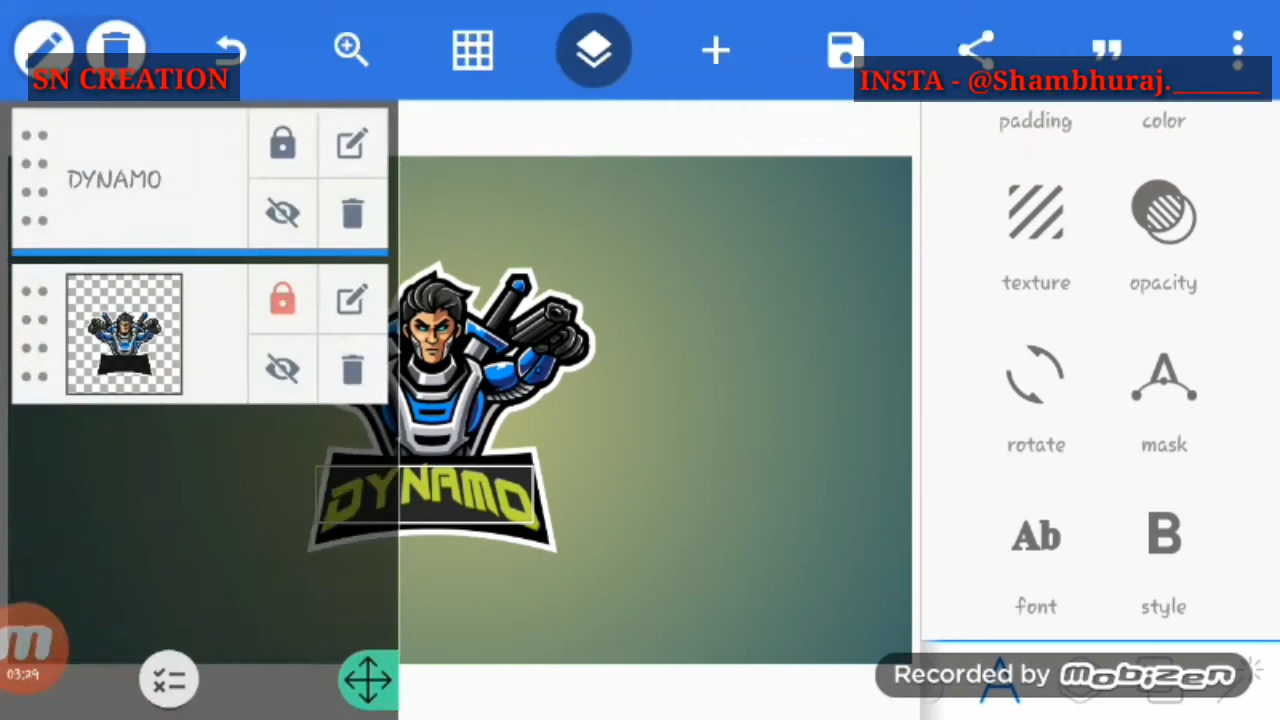 SN CREATION
INSTA - @Shambhuraj._______
DYNAMO
padding
color
texture
opacity
rotate
mask
DYNAMO
Ab
B
font
style
03:29
Recorded by mobizen